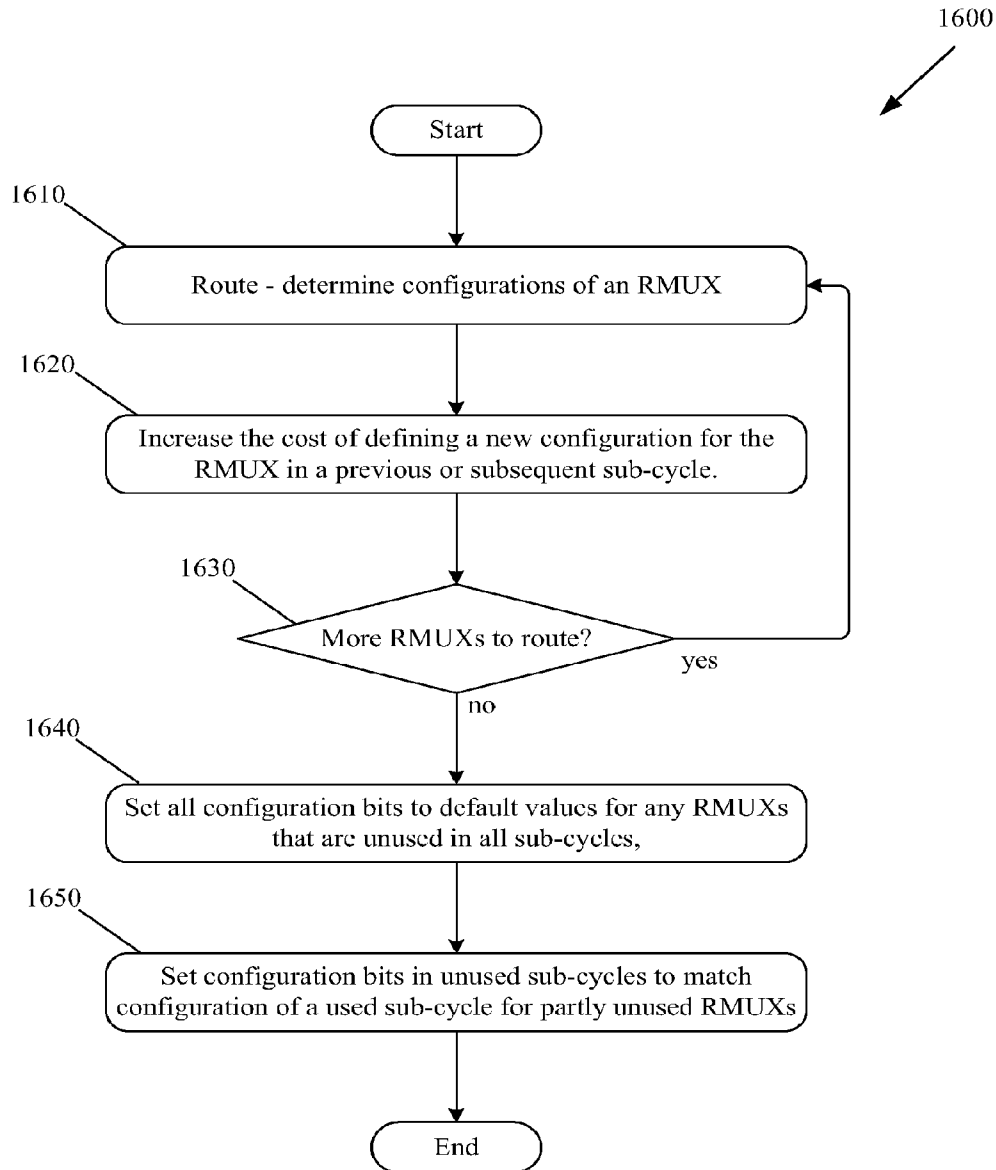 1600
Start
1610
Route - determine configurations of an RMUX
1620
Increase the cost of defining a new configuration for the
RMUX in a previous or subsequent sub-cycle.
1630
More RMUXs to route?
yes
no
1640
Set all configuration bits to default values for any RMUXs
that are unused in all sub-cycles,
1650
Set configuration bits in unused sub-cycles to match
configuration of a used sub-cycle for partly unused RMUXs
End